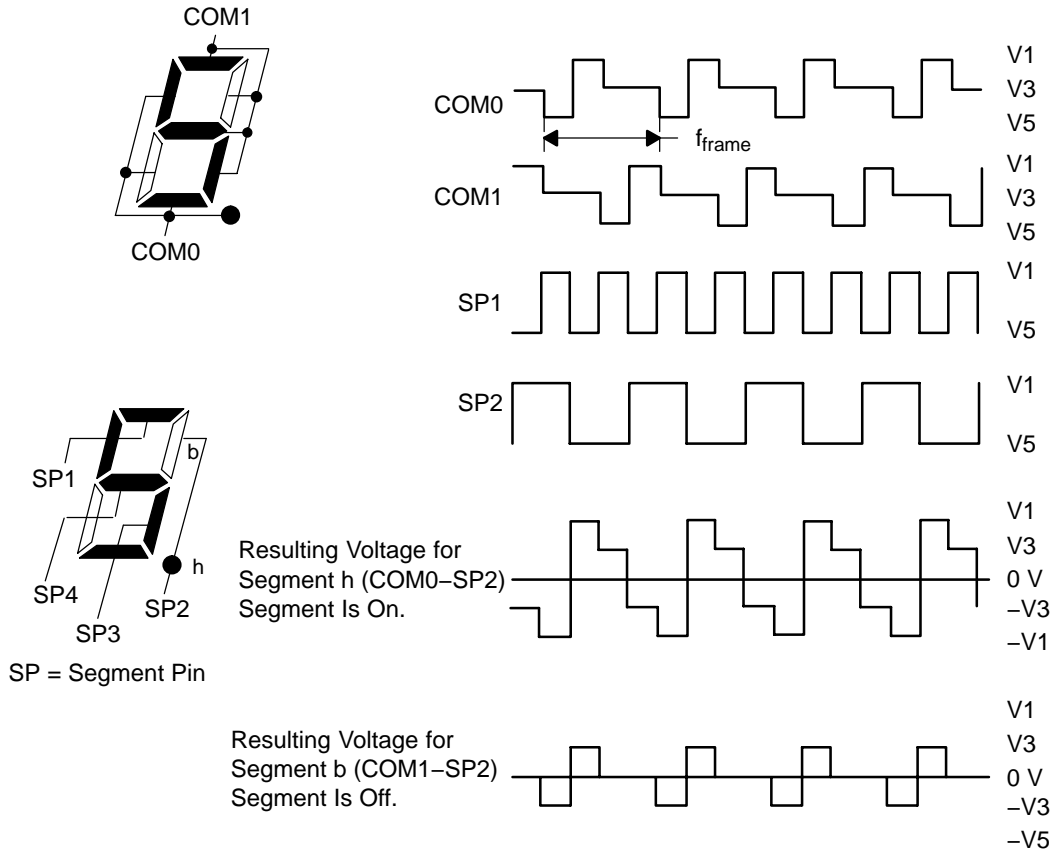 COM1
COM0
COM0
V1
V3
V5
f_frame
COM1
V1
V3
V5
SP1
V1
V5
SP2
V1
V5
b
h
SP1
SP4
SP3
SP2
SP = Segment Pin
Resulting Voltage for
Segment h (COM0−SP2)
Segment Is On.
V1
V3
0 V
−V3
−V1
Resulting Voltage for
Segment b (COM1−SP2)
Segment Is Off.
V1
V3
0 V
−V3
−V5